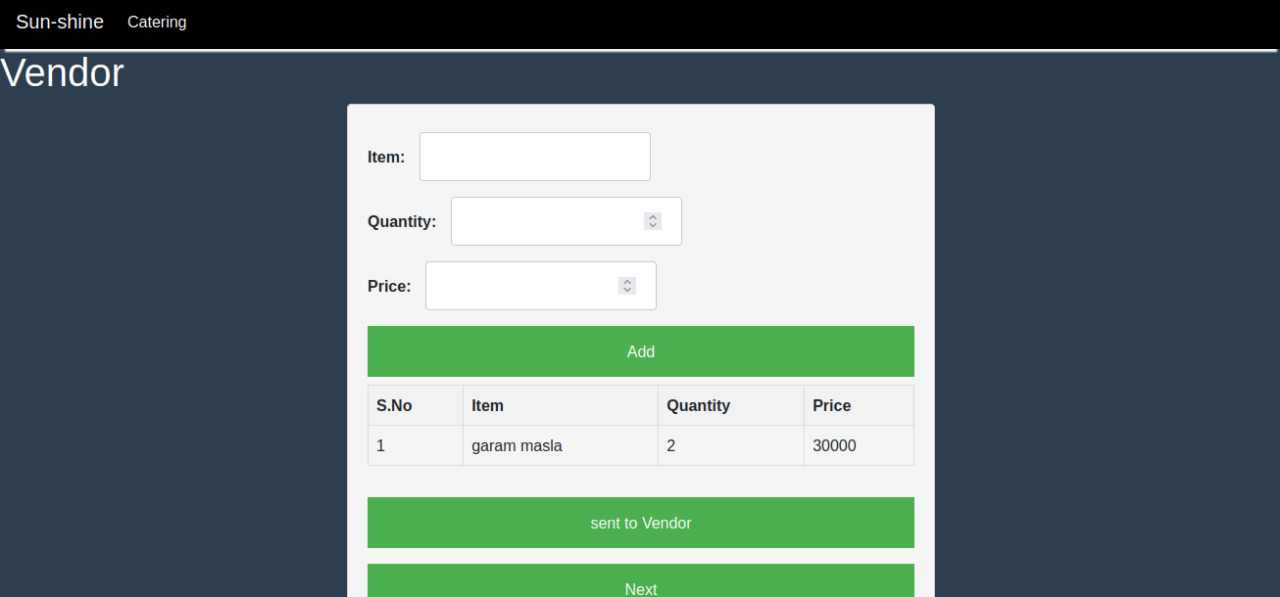 Sun-shine Catering
Vendor
Item:
Quantity:
Price:
Add
S.No Item Quantity Price
1 garam masla 2 30000
sent to Vendor
Next